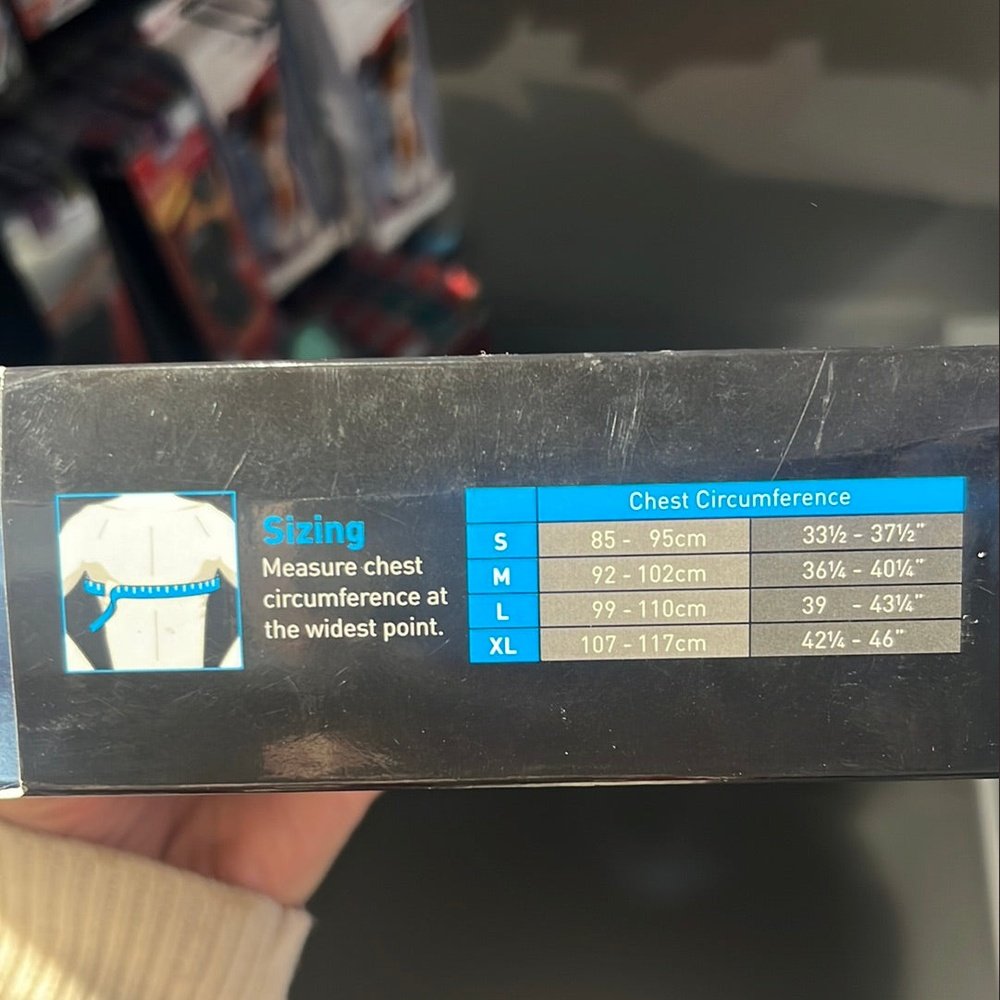 Sizing
Measure chest
circumference at
the widest point.
Chest Circumference
S 85 - 95cm 33½ - 37½"
M 92 - 102cm 36¼ - 40¼"
L 99 - 110cm 39 - 43¼"
XL 107 - 117cm 42¼ - 46"